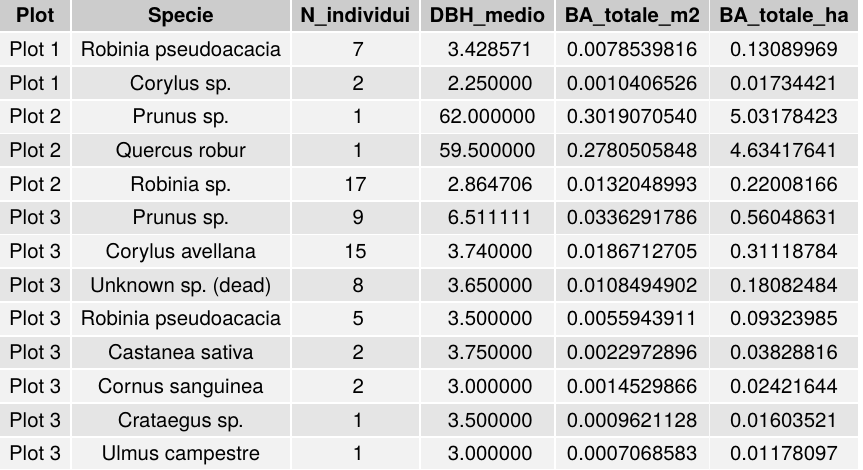 Plot Specie N_individui DBH_medio BA_totale_m2 BA_totale_ha
Plot 1 Robinia pseudoacacia 7 3.428571 0.0078539816 0.13089969
Plot 1 Corylus sp. 2 2.250000 0.0010406526 0.01734421
Plot 2 Prunus sp. 1 62.000000 0.3019070540 5.03178423
Plot 2 Quercus robur 1 59.500000 0.2780505848 4.63417641
Plot 2 Robinia sp. 17 2.864706 0.0132048993 0.22008166
Plot 3 Prunus sp. 9 6.511111 0.0336291786 0.56048631
Plot 3 Corylus avellana 15 3.740000 0.0186712705 0.31118784
Plot 3 Unknown sp. (dead) 8 3.650000 0.0108494902 0.18082484
Plot 3 Robinia pseudoacacia 5 3.500000 0.0055943911 0.09323985
Plot 3 Castanea sativa 2 3.750000 0.0022972896 0.03828816
Plot 3 Cornus sanguinea 2 3.000000 0.0014529866 0.02421644
Plot 3 Crataegus sp. 1 3.500000 0.0009621128 0.01603521
Plot 3 Ulmus campestre 1 3.000000 0.0007068583 0.01178097